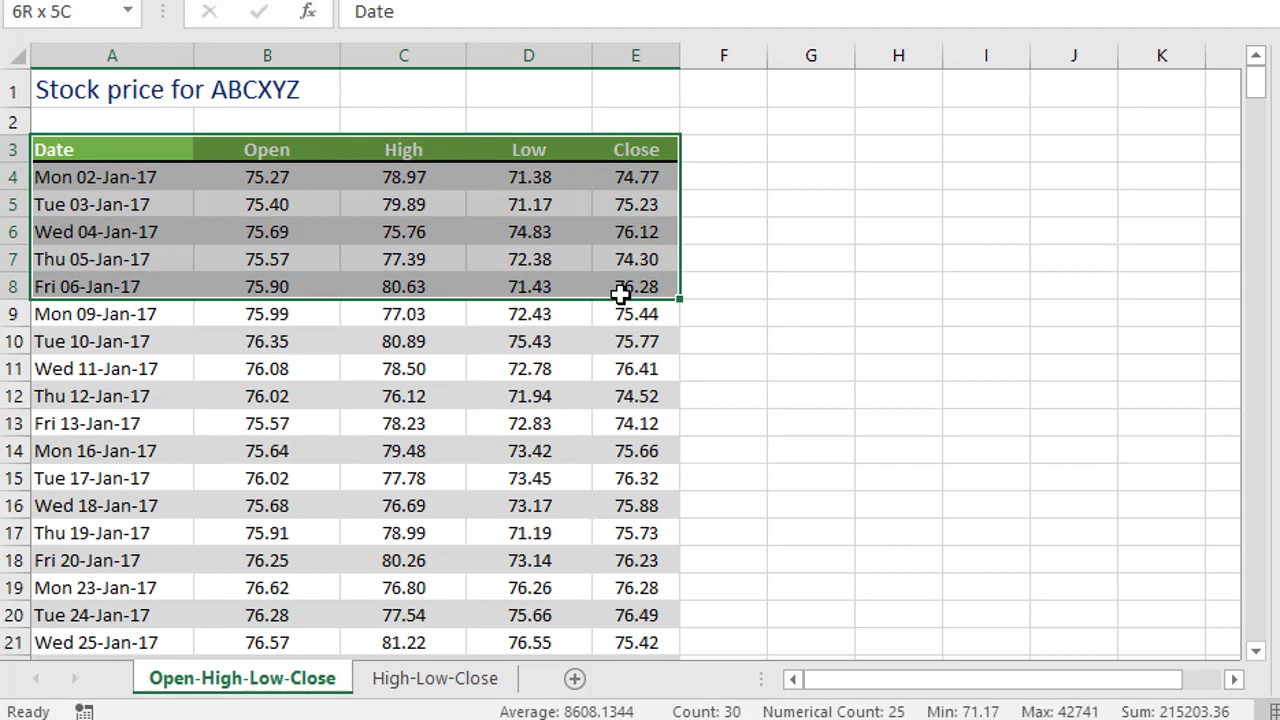 6R x 5C fx Date
A B C D E F G H I J K
1 Stock price for ABCXYZ
2
3 Date Open High Low Close
4 Mon 02-Jan-17 75.27 78.97 71.38 74.77
5 Tue 03-Jan-17 75.40 79.89 71.17 75.23
6 Wed 04-Jan-17 75.69 75.76 74.83 76.12
7 Thu 05-Jan-17 75.57 77.39 72.38 74.30
8 Fri 06-Jan-17 75.90 80.63 71.43 76.28
9 Mon 09-Jan-17 75.99 77.03 72.43 75.44
10 Tue 10-Jan-17 76.35 80.89 75.43 75.77
11 Wed 11-Jan-17 76.08 78.50 72.78 76.41
12 Thu 12-Jan-17 76.02 76.12 71.94 74.52
13 Fri 13-Jan-17 75.57 78.23 72.83 74.12
14 Mon 16-Jan-17 75.64 79.48 73.42 75.66
15 Tue 17-Jan-17 76.02 77.78 73.45 76.32
16 Wed 18-Jan-17 75.68 76.69 73.17 75.88
17 Thu 19-Jan-17 75.91 78.99 71.19 75.73
18 Fri 20-Jan-17 76.25 80.26 73.14 76.23
19 Mon 23-Jan-17 76.62 76.80 76.26 76.28
20 Tue 24-Jan-17 76.28 77.54 75.66 76.49
21 Wed 25-Jan-17 76.57 81.22 76.55 75.42
Open-High-Low-Close High-Low-Close
Ready Average: 8608.1344 Count: 30 Numerical Count: 25 Min: 71.17 Max: 42741 Sum: 215203.36